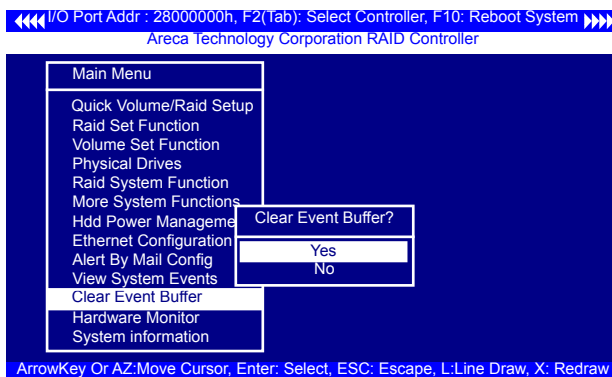 I/O Port Addr : 28000000h, F2(Tab): Select Controller, F10: Reboot System
Areca Technology Corporation RAID Controller
Main Menu
Quick Volume/Raid Setup
Raid Set Function
Volume Set Function
Physical Drives
Raid System Function
More System Functions
Hdd Power Manageme
Ethernet Configuration
Alert By Mail Config
View System Events
Clear Event Buffer
Hardware Monitor
System information
Clear Event Buffer?
Yes
No
ArrowKey Or AZ:Move Cursor, Enter: Select, ESC: Escape, L:Line Draw, X: Redraw